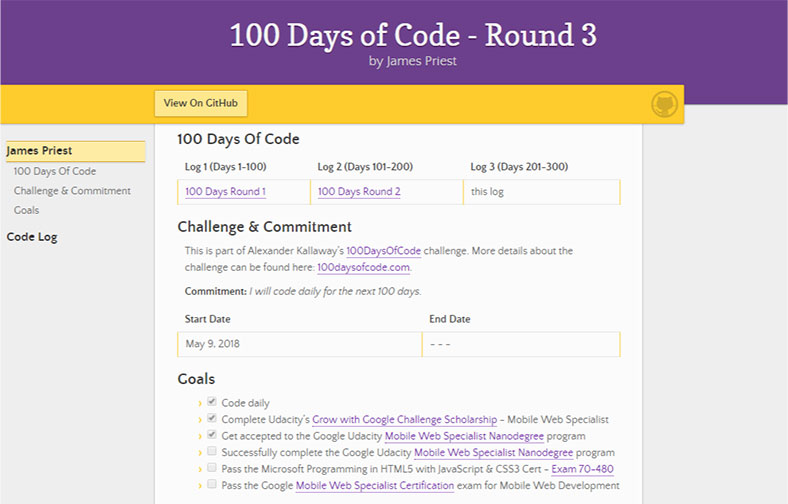 100 Days of Code - Round 3
by James Priest
View On GitHub
James Priest
100 Days Of Code
Challenge & Commitment
Goals
Code Log
100 Days Of Code
Log 1 (Days 1-100) Log 2 (Days 101-200) Log 3 (Days 201-300)
100 Days Round 1 100 Days Round 2 this log
Challenge & Commitment
This is part of Alexander Kallaway's 100DaysOfCode challenge. More details about the
challenge can be found here: 100daysofcode.com.
Commitment: I will code daily for the next 100 days.
Start Date End Date
May 9, 2018 - - -
Goals
Code daily
Complete Udacity's Grow with Google Challenge Scholarship - Mobile Web Specialist
Get accepted to the Google Udacity Mobile Web Specialist Nanodegree program
Successfully complete the Google Udacity Mobile Web Specialist Nanodegree program
Pass the Microsoft Programming in HTML5 with JavaScript & CSS3 Cert - Exam 70-480
Pass the Google Mobile Web Specialist Certification exam for Mobile Web Development